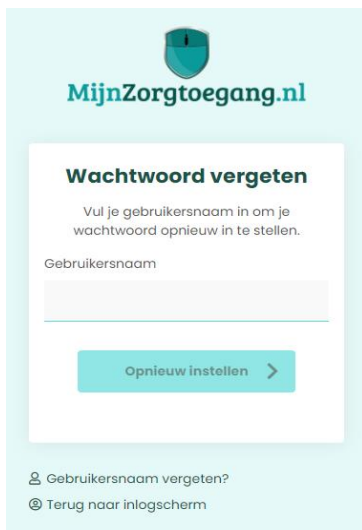 MijnZorgtoegang.nl
Wachtwoord vergeten
Vul je gebruikersnaam in om je
wachtwoord opnieuw in te stellen.
Gebruikersnaam
Opnieuw instellen
Gebruikersnaam vergeten?
Terug naar inlogscherm